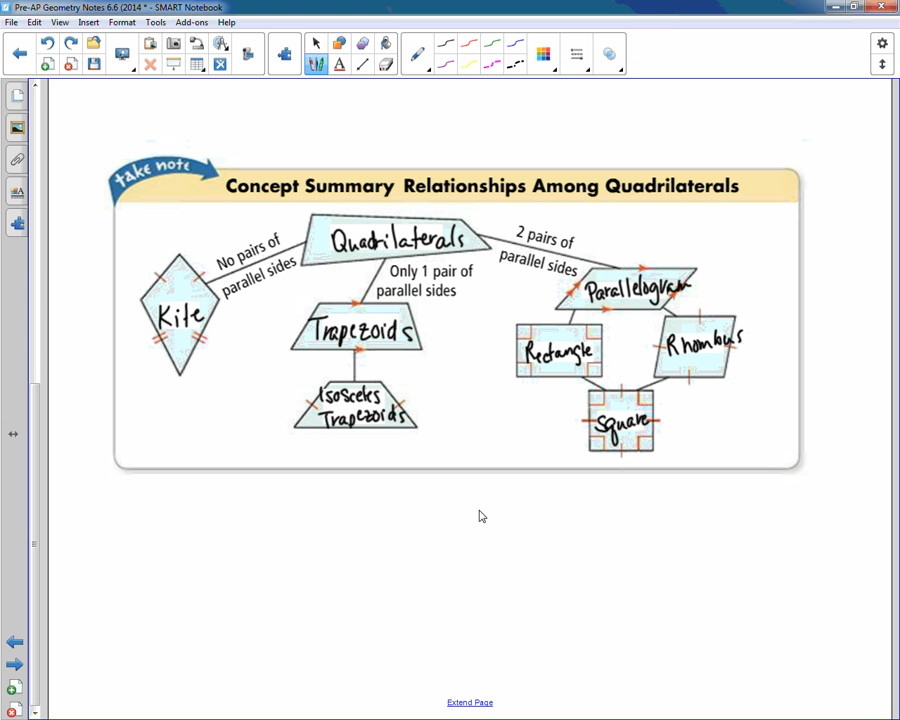 Pre-AP Geometry Notes 6.6 (2014 * - SMART Notebook
File Edit View Insert Format Tools Add-ons Help
take note
Concept Summary Relationships Among Quadrilaterals
Quadrilaterals
No pairs of
parallel sides
Only 1 pair of
parallel sides
2 pairs of
parallel sides
Kite
Trapezoids
Isosceles
Trapezoids
Parallelogram
Rectangle
Rhombus
Square
Extend Page